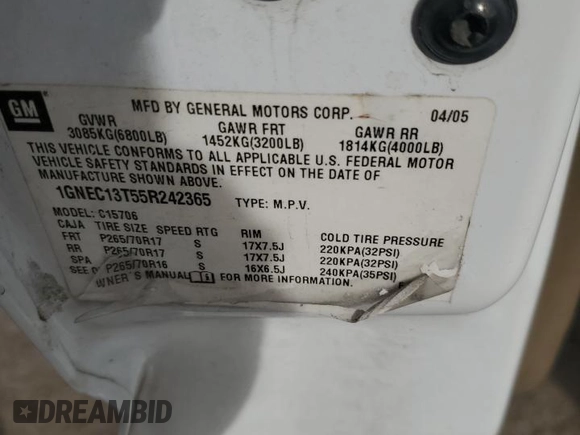 GM
MFD BY GENERAL MOTORS CORP. 04/05
GVWR GAWR FRT GAWR RR
3085KG(6800LB) 1452KG(3200LB) 1814KG(4000LB)
THIS VEHICLE CONFORMS TO ALL APPLICABLE U.S. FEDERAL MOTOR
VEHICLE SAFETY STANDARDS IN EFFECT ON THE DATE OF
MANUFACTURE SHOWN ABOVE.
1GNEC13T55R242365 TYPE: M.P.V.
MODEL: C15706
CAJA TIRE SIZE SPEED RTG RIM COLD TIRE PRESSURE
FRT P265/70R17 S 17X7.5J 220KPA(32PSI)
RR P265/70R17 S 17X7.5J 220KPA(32PSI)
SPA P265/70R16 S 16X6.5J 240KPA(35PSI)
SEE OWNER'S MANUAL FOR MORE INFORMATION.
DREAMBID